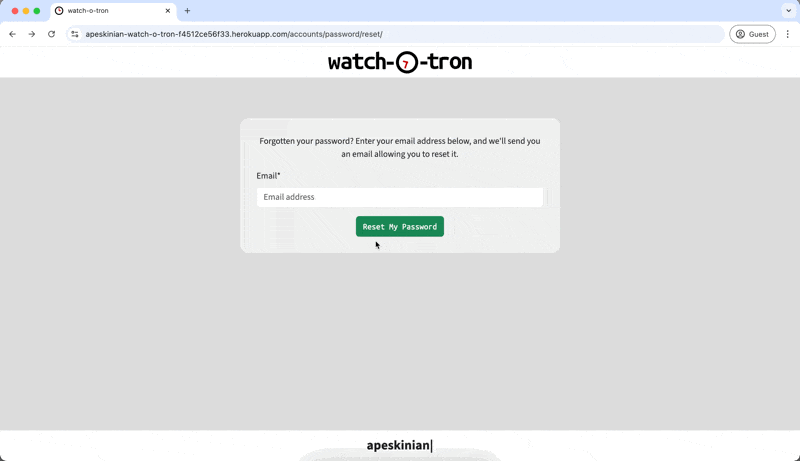 watch-o-tron
apeskinian-watch-o-tron-f4512ce56f33.herokuapp.com/accounts/password/reset/
Guest
watch-7-tron
Forgotten your password? Enter your email address below, and we'll send you
an email allowing you to reset it.
Email*
Email address
Reset My Password
apeskinian|